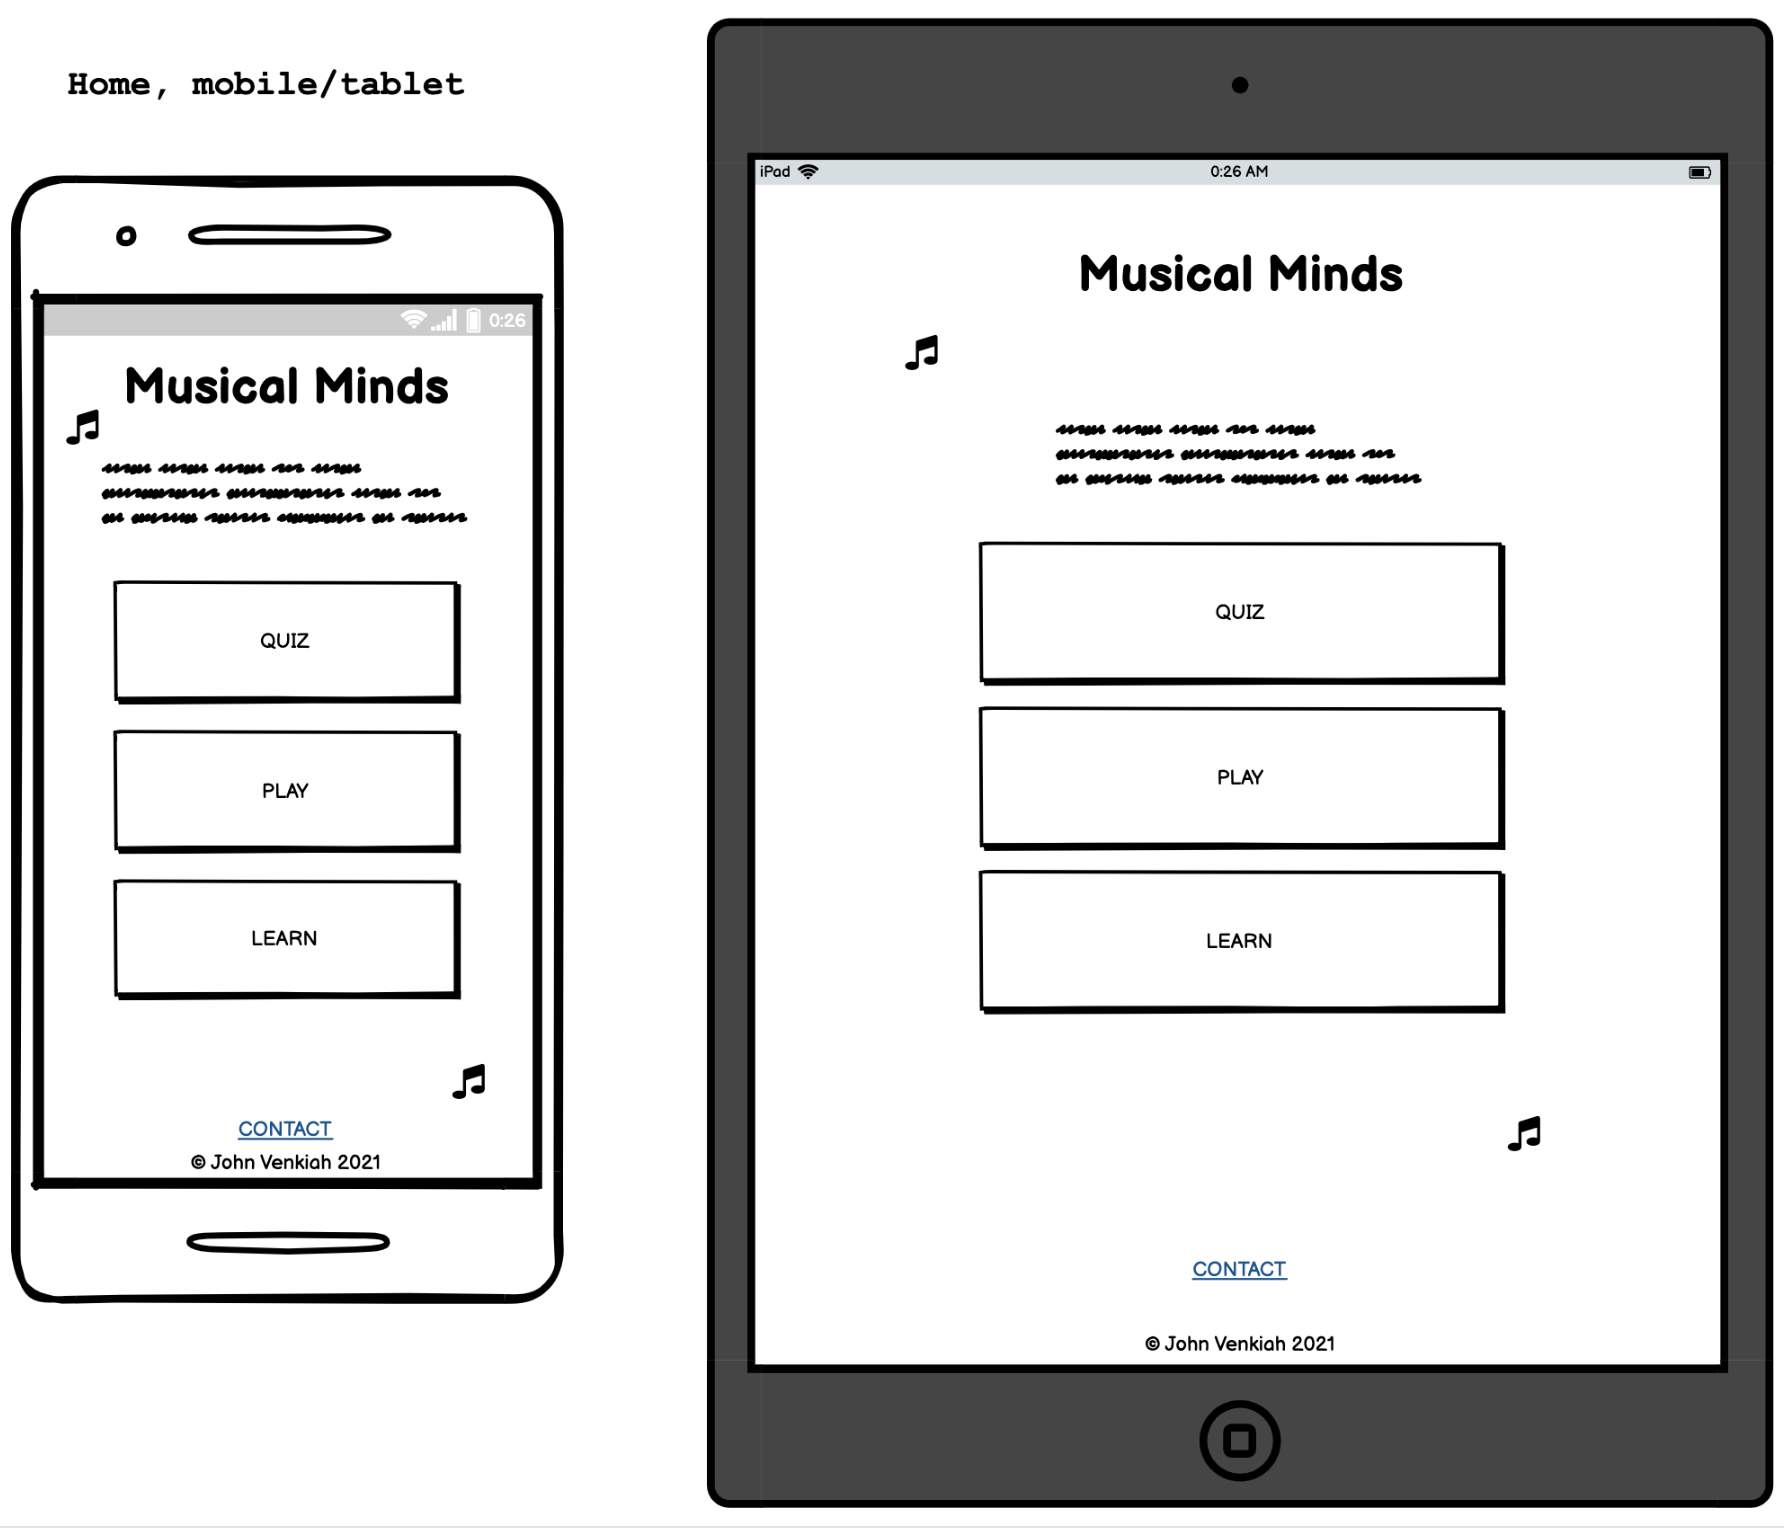 Home, mobile/tablet
0:26
Musical Minds
QUIZ
PLAY
LEARN
CONTACT
© John Venkiah 2021
iPad
0:26 AM
Musical Minds
QUIZ
PLAY
LEARN
CONTACT
© John Venkiah 2021